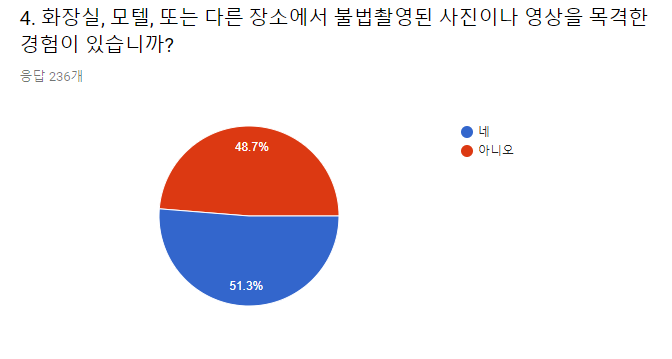 4. 화장실, 모텔, 또는 다른 장소에서 불법촬영된 사진이나 영상을 목격한
경험이 있습니까?
응답 236개
네
아니오
48.7%
51.3%